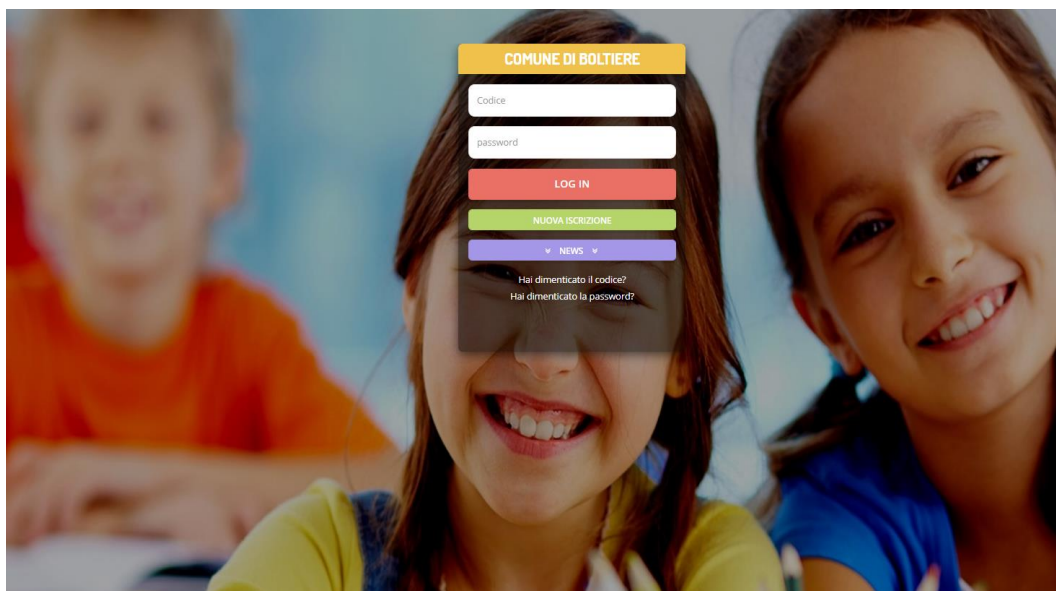 COMUNE DI BOLTIERE
Codice
password
LOG IN
NUOVA ISCRIZIONE
NEWS
Hai dimenticato il codice?
Hai dimenticato la password?